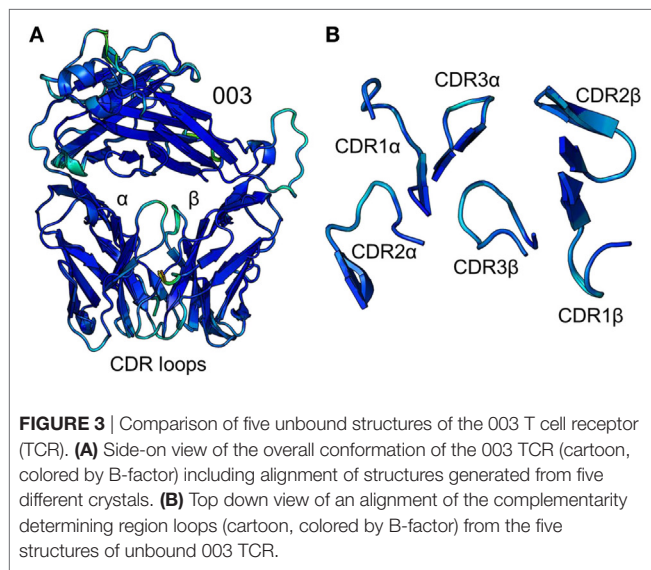 A
B
003
CDR3α
CDR2β
CDR1α
α
β
CDR2α
CDR3β
CDR1β
CDR loops
FIGURE 3 | Comparison of five unbound structures of the 003 T cell receptor
(TCR). (A) Side-on view of the overall conformation of the 003 TCR (cartoon,
colored by B-factor) including alignment of structures generated from five
different crystals. (B) Top down view of an alignment of the complementarity
determining region loops (cartoon, colored by B-factor) from the five
structures of unbound 003 TCR.